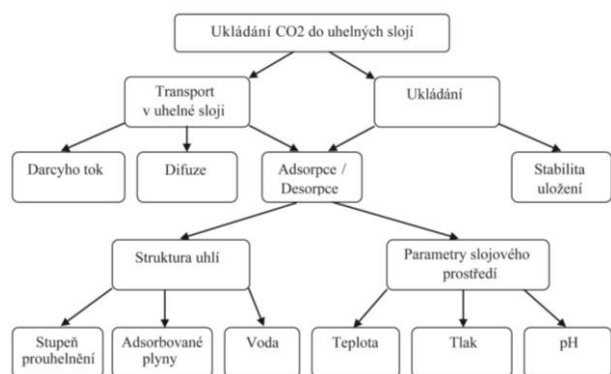 Ukládání CO2 do uhelných slojí
Transport
v uhelné sloji
Ukládání
Darcyho tok
Difuze
Adsorpce /
Desorpce
Stabilita
uložení
Struktura uhlí
Parametry slojového
prostředí
Stupeň
prouhelnění
Adsorbované
plyny
Voda
Teplota
Tlak
pH